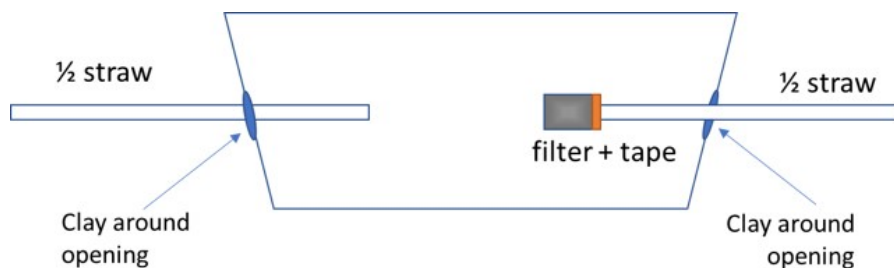 ½ straw
½ straw
filter + tape
Clay around
opening
Clay around
opening